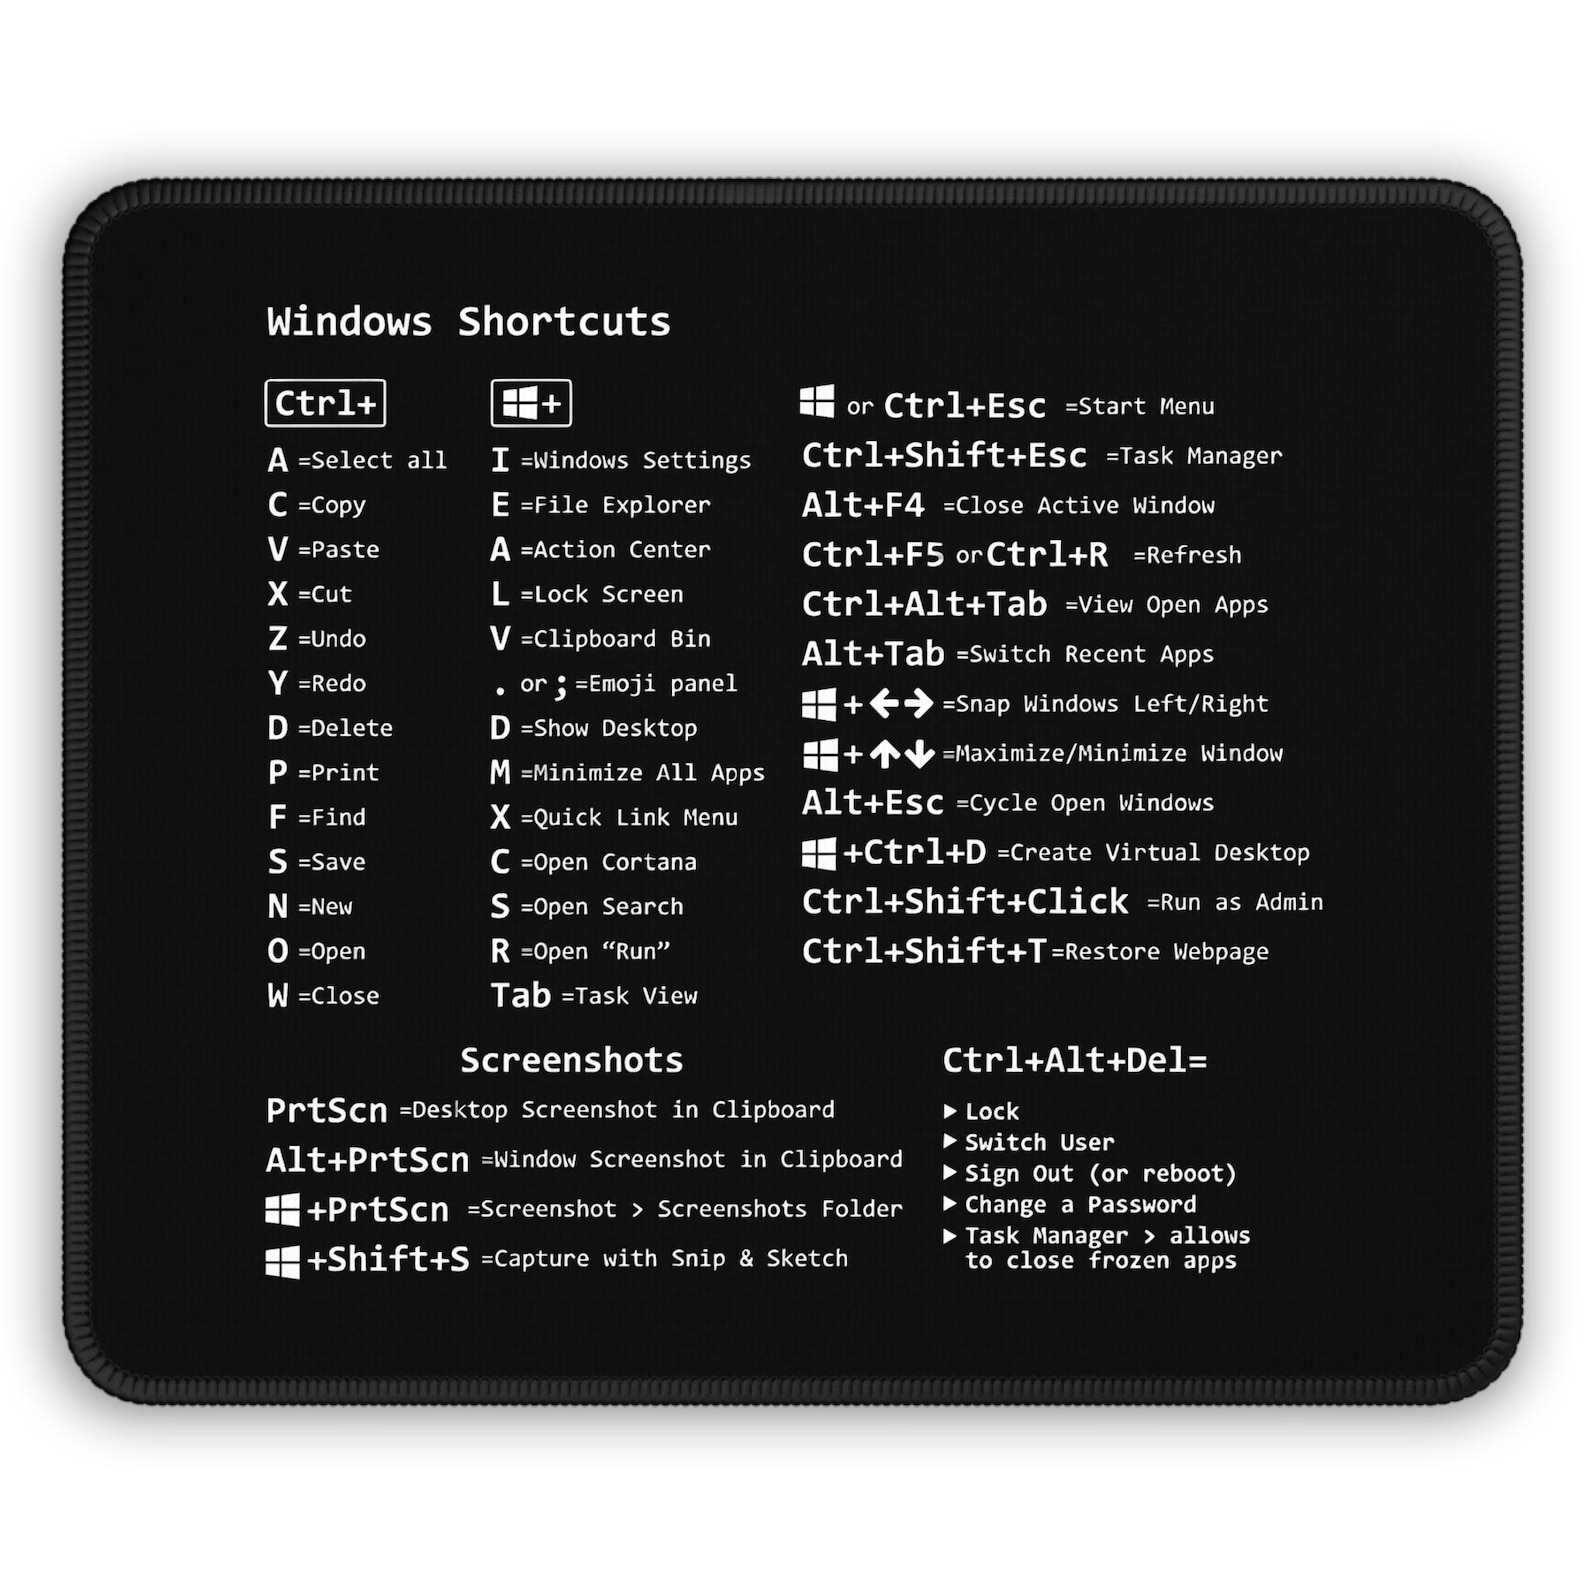 Windows Shortcuts
Ctrl+
A =Select all
C =Copy
V =Paste
X =Cut
Z =Undo
Y =Redo
D =Delete
P =Print
F =Find
S =Save
N =New
O =Open
W =Close
+
I =Windows Settings
E =File Explorer
A =Action Center
L =Lock Screen
V =Clipboard Bin
. or ; =Emoji panel
D =Show Desktop
M =Minimize All Apps
X =Quick Link Menu
C =Open Cortana
S =Open Search
R =Open “Run”
Tab =Task View
or Ctrl+Esc =Start Menu
Ctrl+Shift+Esc =Task Manager
Alt+F4 =Close Active Window
Ctrl+F5 or Ctrl+R =Refresh
Ctrl+Alt+Tab =View Open Apps
Alt+Tab =Switch Recent Apps
+ ←→ =Snap Windows Left/Right
+ ↑↓ =Maximize/Minimize Window
Alt+Esc =Cycle Open Windows
+Ctrl+D =Create Virtual Desktop
Ctrl+Shift+Click =Run as Admin
Ctrl+Shift+T =Restore Webpage
Screenshots
PrtScn =Desktop Screenshot in Clipboard
Alt+PrtScn =Window Screenshot in Clipboard
+PrtScn =Screenshot > Screenshots Folder
+Shift+S =Capture with Snip & Sketch
Ctrl+Alt+Del=
▶ Lock
▶ Switch User
▶ Sign Out (or reboot)
▶ Change a Password
▶ Task Manager > allows
to close frozen apps